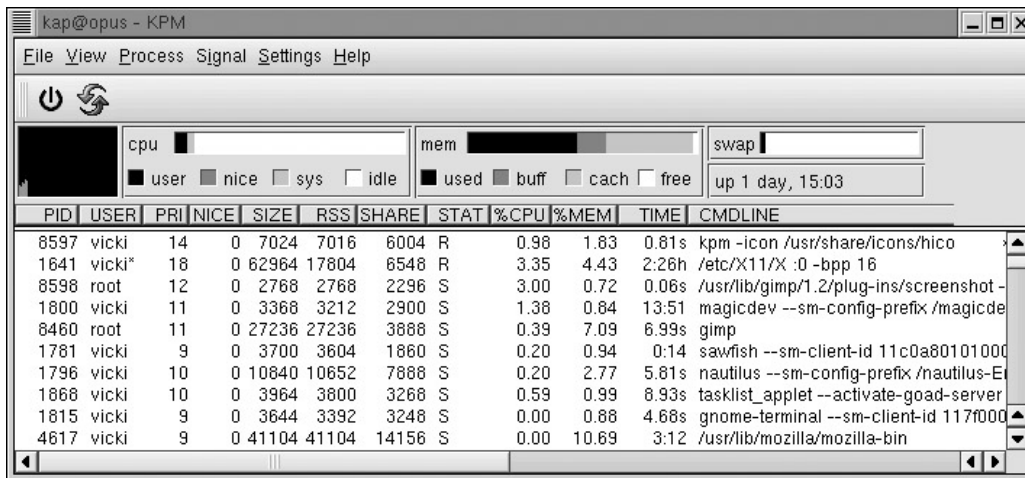 kap@opus - KPM
File View Process Signal Settings Help
cpu mem swap
user nice sys idle used buff cach free up 1 day, 15:03
PID USER PRI NICE SIZE RSS SHARE STAT %CPU %MEM TIME CMDLINE
8597 vicki 14 0 7024 7016 6004 R 0.98 1.83 0.81s kpm -icon /usr/share/icons/hico
1641 vicki* 18 0 62964 17804 6548 R 3.35 4.43 2:26h /etc/X11/X :0 -bpp 16
8598 root 12 0 2768 2768 2296 S 3.00 0.72 0.06s /usr/lib/gimp/1.2/plug-ins/screenshot -
1800 vicki 11 0 3368 3212 2900 S 1.38 0.84 13:51 magicdev --sm-config-prefix /magicde
8460 root 11 0 27236 27236 3888 S 0.39 7.09 6.99s gimp
1781 vicki 9 0 3700 3604 1860 S 0.20 0.94 0:14 sawfish --sm-client-id 11c0a80101000
1796 vicki 10 0 10840 10652 7888 S 0.20 2.77 5.81s nautilus --sm-config-prefix /nautilus-E
1868 vicki 10 0 3964 3800 3268 S 0.59 0.99 8.93s tasklist_applet --activate-goad-server
1815 vicki 9 0 3644 3392 3248 S 0.00 0.88 4.68s gnome-terminal --sm-client-id 117f000
4617 vicki 9 0 41104 41104 14156 S 0.00 10.69 3:12 /usr/lib/mozilla/mozilla-bin